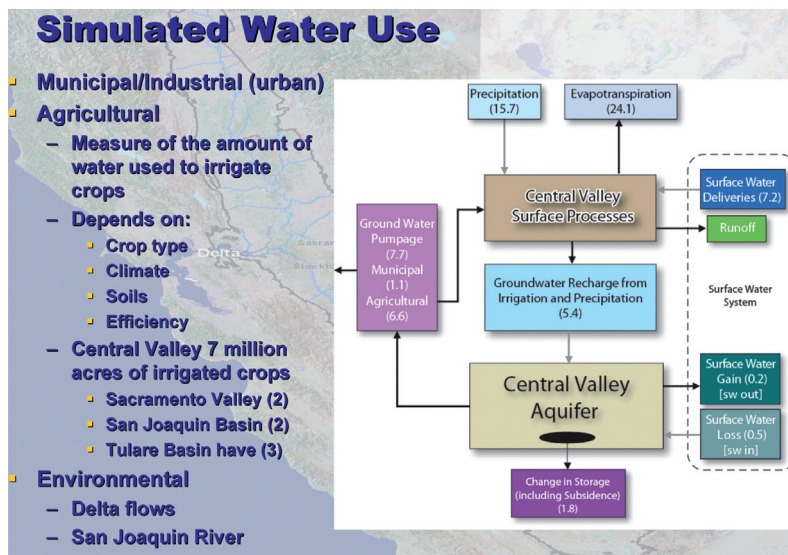 Simulated Water Use
Municipal/Industrial (urban)
Agricultural
– Measure of the amount of
water used to irrigate
crops
– Depends on:
Crop type
Climate
Soils
Efficiency
– Central Valley 7 million
acres of irrigated crops
Sacramento Valley (2)
San Joaquin Basin (2)
Tulare Basin have (3)
Environmental
– Delta flows
– San Joaquin River
Delta
Precipitation
(15.7)
Evapotranspiration
(24.1)
Central Valley
Surface Processes
Surface Water
Deliveries (7.2)
Runoff
Surface Water
System
Ground Water
Pumpage
(7.7)
Municipal
(1.1)
Agricultural
(6.6)
Groundwater Recharge from
Irrigation and Precipitation
(5.4)
Central Valley
Aquifer
Surface Water
Gain (0.2)
[sw out]
Surface Water
Loss (0.5)
[sw in]
Change in Storage
(including Subsidence)
(1.8)